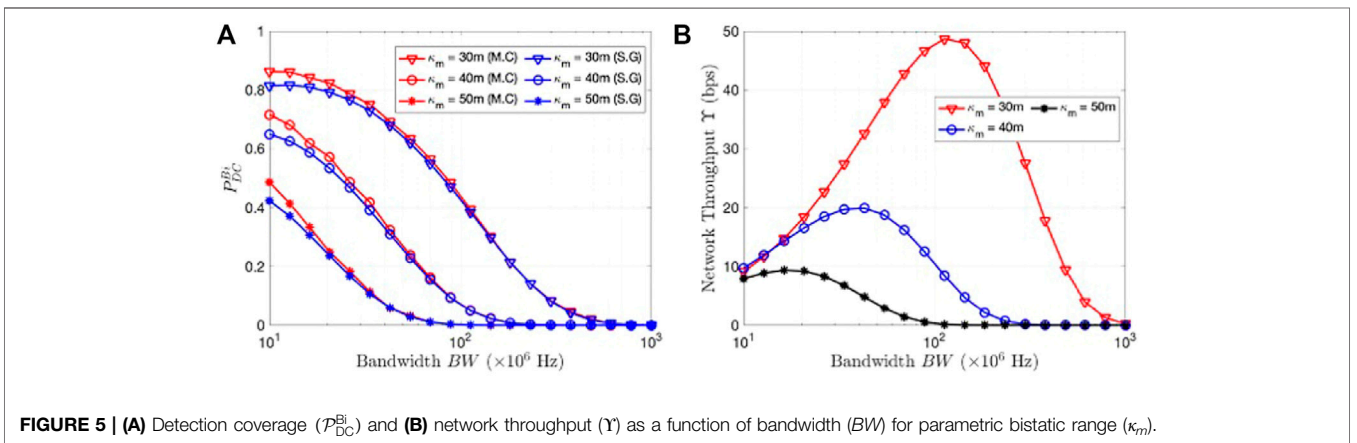 A
1
0.8
0.6
0.4
0.2
0
P_DC^Bi
κm = 30m (M.C)
κm = 40m (M.C)
κm = 50m (M.C)
κm = 30m (S.G)
κm = 40m (S.G)
κm = 50m (S.G)
10^1
10^2
10^3
Bandwidth BW (×10^6 Hz)
B
50
40
30
20
10
0
Network Throughput Υ (bps)
κm = 30m
κm = 50m
κm = 40m
10^1
10^2
10^3
Bandwidth BW (×10^6 Hz)
FIGURE 5 | (A) Detection coverage (P_DC^Bi) and (B) network throughput (Υ) as a function of bandwidth (BW) for parametric bistatic range (κm).